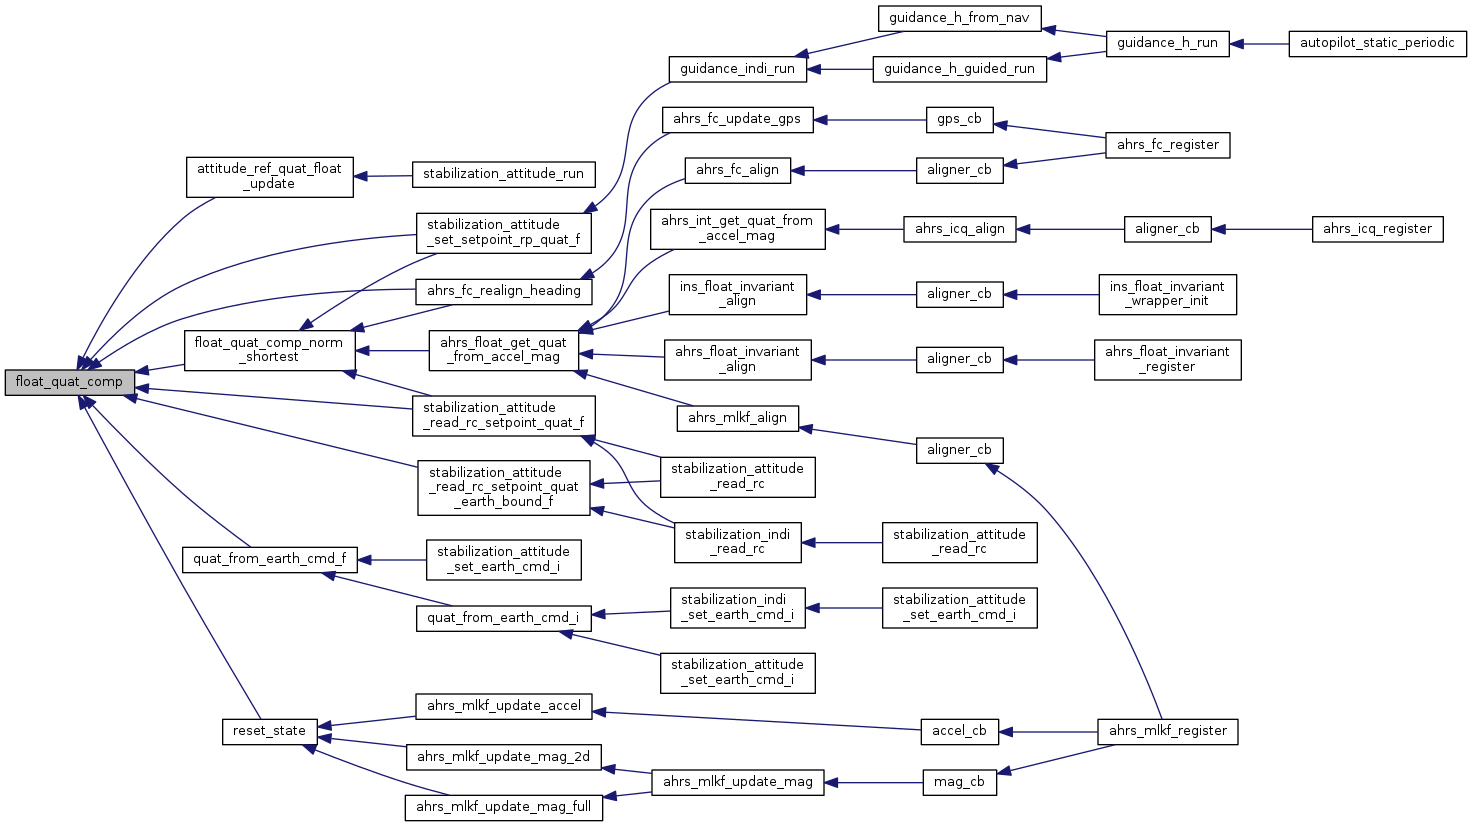 float_quat_comp
attitude_ref_quat_float
_update
stabilization_attitude_run
stabilization_attitude
_set_setpoint_rp_quat_f
guidance_indi_run
guidance_h_from_nav
guidance_h_run
autopilot_static_periodic
guidance_h_guided_run
ahrs_fc_realign_heading
ahrs_fc_update_gps
gps_cb
ahrs_fc_register
float_quat_comp_norm
_shortest
ahrs_float_get_quat
_from_accel_mag
ahrs_fc_align
aligner_cb
ahrs_int_get_quat_from
_accel_mag
ahrs_icq_align
aligner_cb
ahrs_icq_register
ins_float_invariant
_align
aligner_cb
ins_float_invariant
_wrapper_init
ahrs_float_invariant
_align
aligner_cb
ahrs_float_invariant
_register
ahrs_mlkf_align
aligner_cb
stabilization_attitude
_read_rc_setpoint_quat_f
stabilization_attitude
_read_rc
stabilization_attitude
_read_rc_setpoint_quat
_earth_bound_f
stabilization_indi
_read_rc
stabilization_attitude
_read_rc
quat_from_earth_cmd_f
stabilization_attitude
_set_earth_cmd_i
quat_from_earth_cmd_i
stabilization_indi
_set_earth_cmd_i
stabilization_attitude
_set_earth_cmd_i
stabilization_attitude
_set_earth_cmd_i
reset_state
ahrs_mlkf_update_accel
accel_cb
ahrs_mlkf_register
ahrs_mlkf_update_mag_2d
ahrs_mlkf_update_mag
mag_cb
ahrs_mlkf_update_mag_full